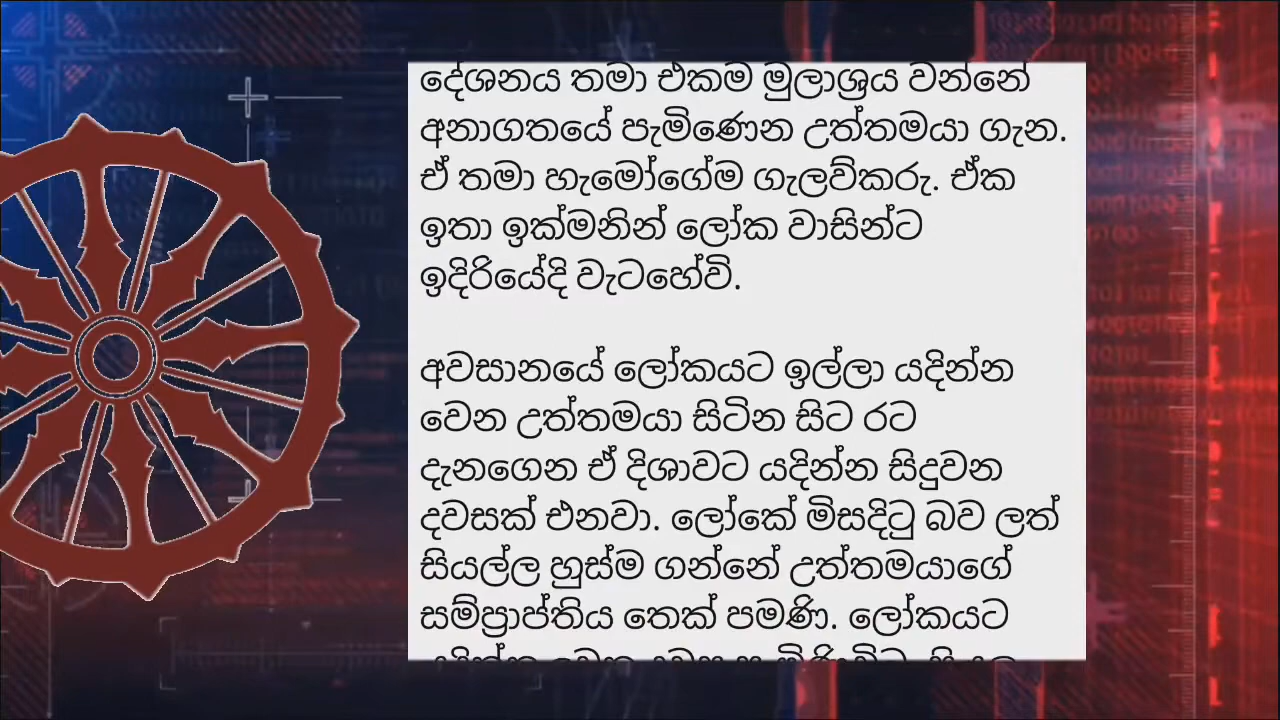 දේශනය තමා එකම මුලාශ්‍රය වන්නේ
අනාගතයේ පැමිණෙන උත්තමයා ගැන.
ඒ තමා හැමෝගේම ගැලව්කරු. ඒක
ඉතා ඉක්මනින් ලෝක වාසින්ට
ඉදිරියේදි වැටහේවි.
අවසානයේ ලෝකයට ඉල්ලා යදින්න
වෙන උත්තමයා සිටින සිට රට
දැනගෙන ඒ දිශාවට යදින්න සිදුවන
දවසක් එනවා. ලෝකේ මිසදිටු බව ලත්
සියල්ල හුස්ම ගන්නේ උත්තමයාගේ
සම්ප්‍රාප්තිය තෙක් පමණි. ලෝකයට